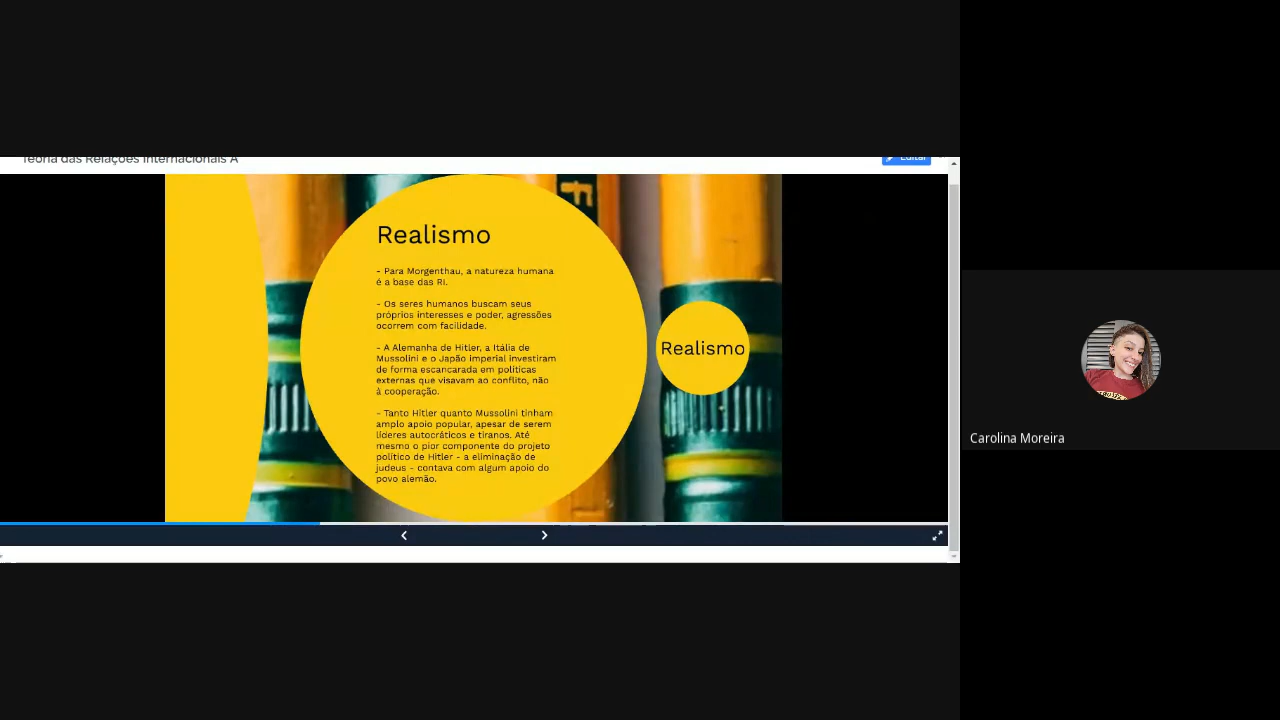 Teoria das Relações Internacionais A
Editar
Realismo
- Para Morgenthau, a natureza humana
é a base das RI.
- Os seres humanos buscam seus
próprios interesses e poder, agressões
ocorrem com facilidade.
- A Alemanha de Hitler, a Itália de
Mussolini e o Japão imperial investiram
de forma escancarada em políticas
externas que visavam ao conflito, não
à cooperação.
- Tanto Hitler quanto Mussolini tinham
amplo apoio popular, apesar de serem
líderes autocráticos e tiranos. Até
mesmo o pior componente do projeto
político de Hitler - a eliminação de
judeus - contava com algum apoio do
povo alemão.
Realismo
Carolina Moreira